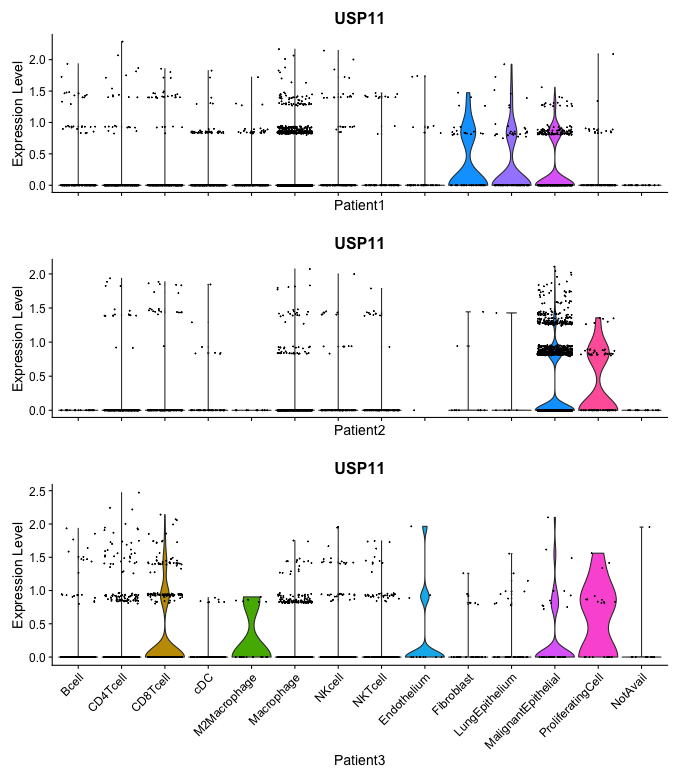 USP11
Expression Level
2.0
1.5
1.0
0.5
0.0
Patient1
USP11
Expression Level
2.0
1.5
1.0
0.5
0.0
Patient2
USP11
Expression Level
2.5
2.0
1.5
1.0
0.5
0.0
Bcell
CD4Tcell
CD8Tcell
cDC
M2Macrophage
Macrophage
NKcell
NKTcell
Endothelium
Fibroblast
LungEpithelium
MalignantEpithelial
ProliferatingCell
NotAvail
Patient3